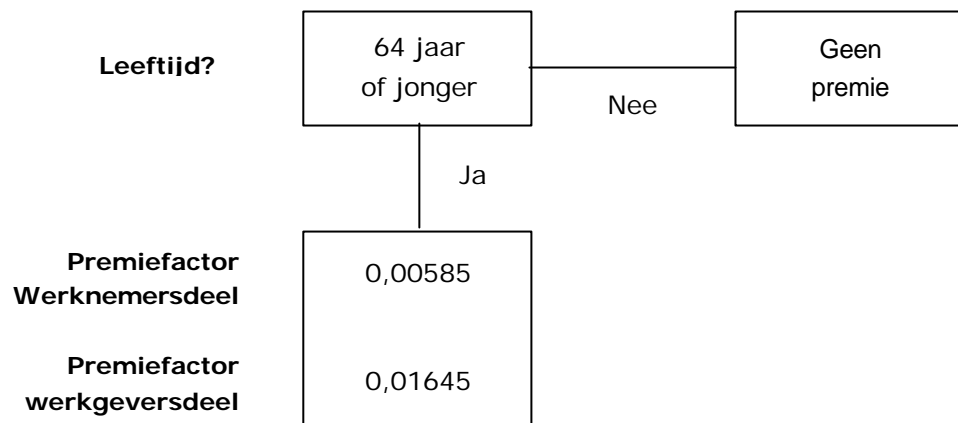 Leeftijd?
64 jaar
of jonger
Nee
Geen
premie
Ja
Premiefactor
Werknemersdeel
0,00585
Premiefactor
werkgeversdeel
0,01645